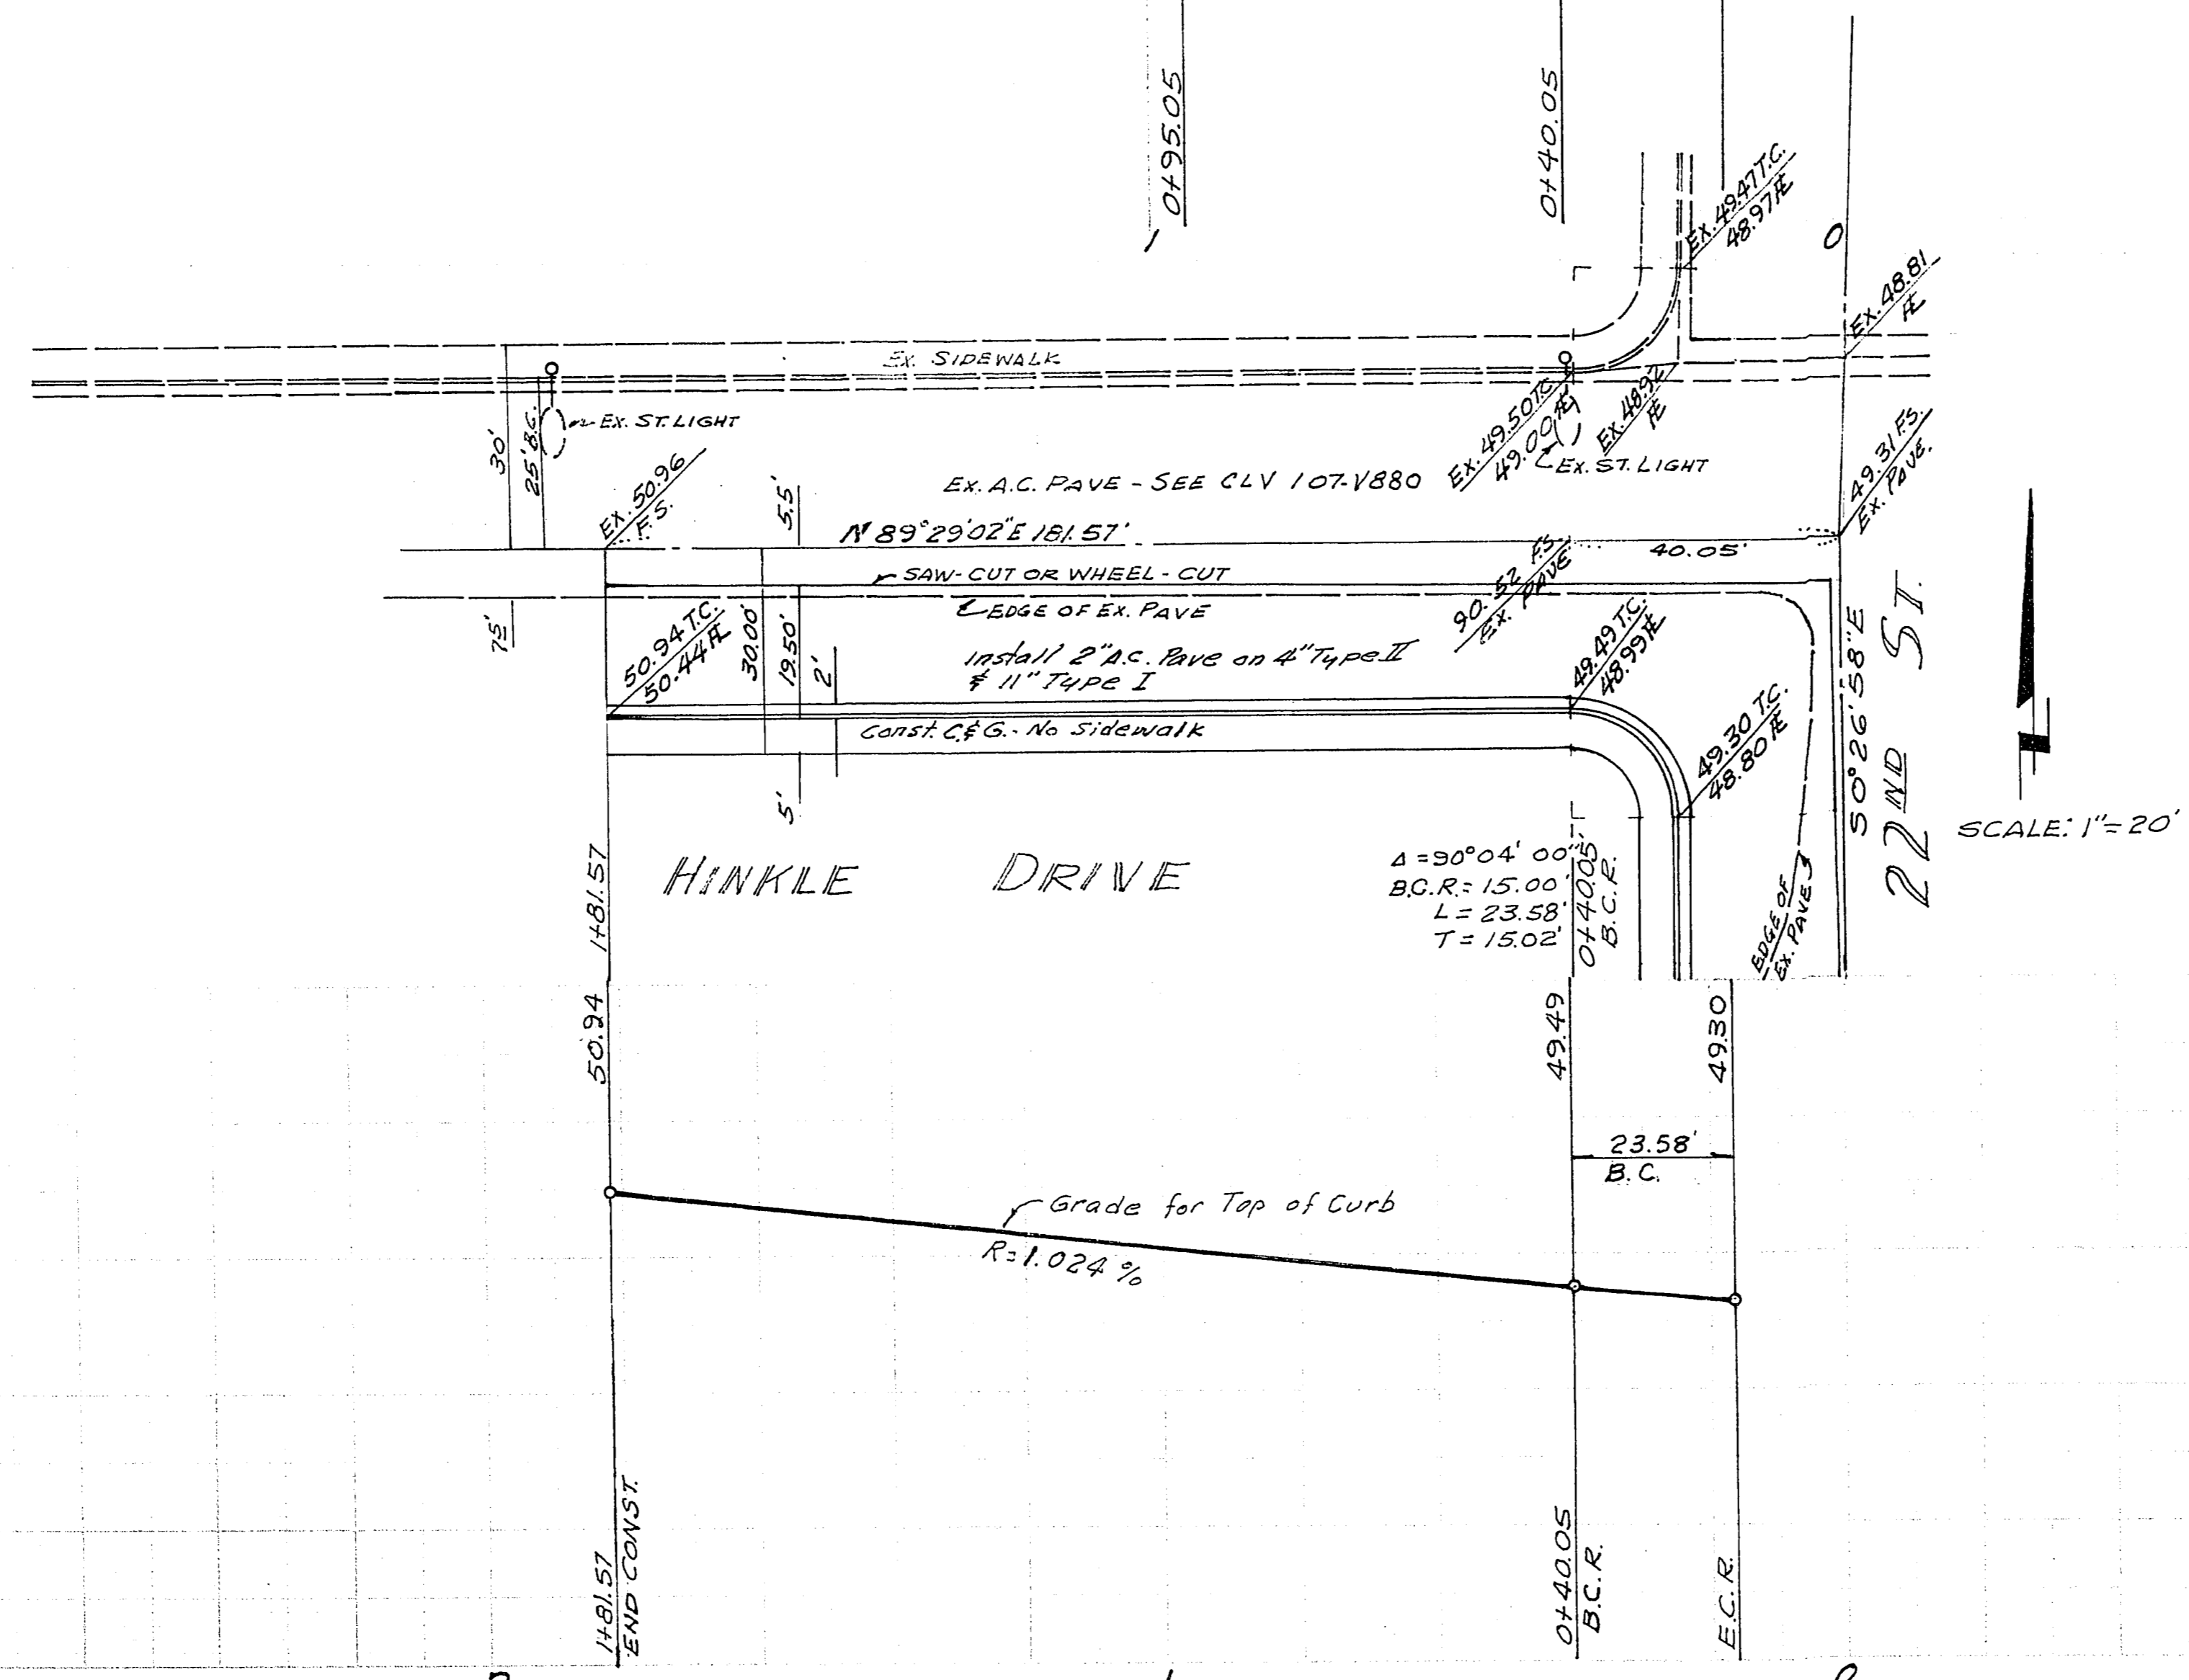 0+95.05
0+40.05
Ex. 49.47 T.C.
48.97 FL
0
Ex. 48.81
FL
Ex. SIDEWALK
EX. ST. LIGHT
30'
25' B.C.
Ex. 49.50 T.C.
49.00 FL
Ex. 48.92
FL
EX. ST. LIGHT
49.31 F.S.
Ex. PAVE.
Ex. 50.96
F.S.
5.5'
Ex. A.C. PAVE - SEE CLV 107-V880
N 89°29'02"E 181.57'
40.05'
SAW-CUT OR WHEEL-CUT
90.52 F.S.
Ex. PAVE
EDGE OF EX. PAVE
7.5'
50.94 T.C.
50.44 FL
30.00'
19.50'
2'
Install 2" A.C. Pave on 4" Type II
& 11" Type I
49.49 T.C.
48.99 FL
Const. C.& G. - No Sidewalk
49.30 T.C.
48.80 FL
S 0°26'58"E
22ND ST.
SCALE: 1"=20'
5'
HINKLE DRIVE
Δ = 90°04'00"
B.C.R. = 15.00'
L = 23.58'
T = 15.02'
0+40.05
B.C.R.
EDGE OF
EX. PAVE
1+81.57
50.94
49.49
49.30
23.58'
B.C.
Grade for Top of Curb
R=1.024 %
1+81.57
END CONST.
0+40.05
B.C.R.
E.C.R.